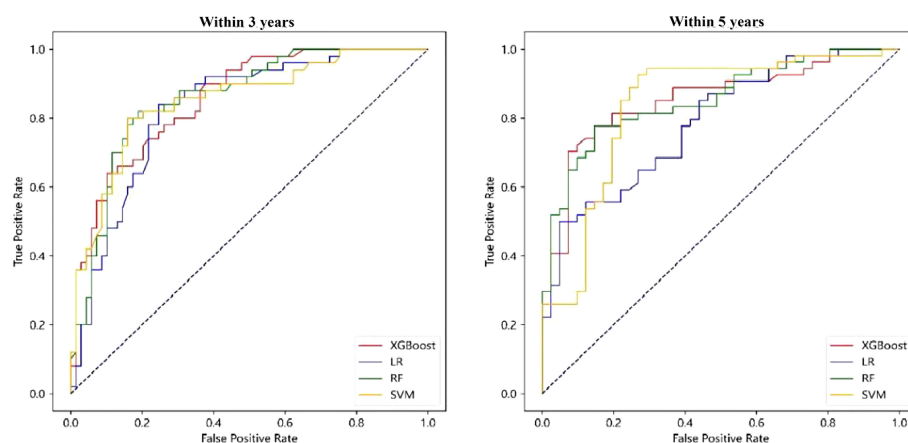 Within 3 years
1.0
0.8
0.6
0.4
0.2
0.0
True Positive Rate
XGBoost
LR
RF
SVM
0.0 0.2 0.4 0.6 0.8 1.0
False Positive Rate
Within 5 years
1.0
0.8
0.6
0.4
0.2
0.0
True Positive Rate
XGBoost
LR
RF
SVM
0.0 0.2 0.4 0.6 0.8 1.0
False Positive Rate